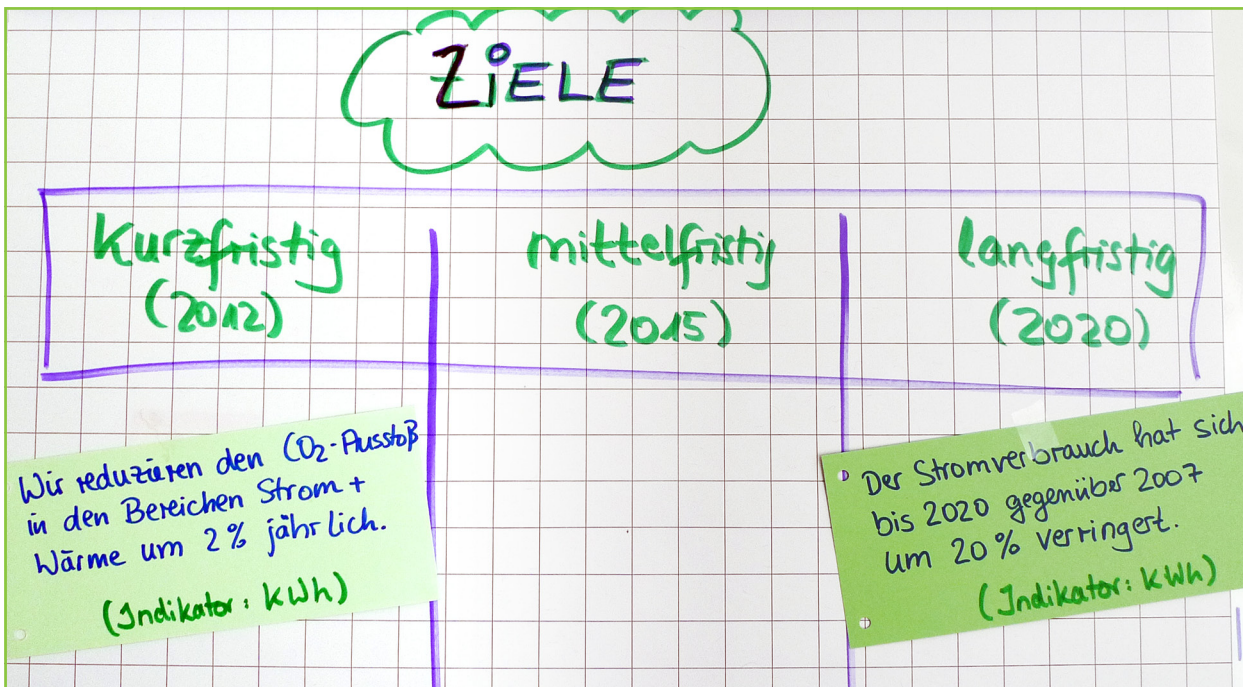 ZiELE
Kurzfristig
(2012)
mittelfristig
(2015)
langfristig
(2020)
Wir reduzieren den CO₂-Ausstoß
in den Bereichen Strom +
Wärme um 2% jährlich.
(Indikator: kWh)
Der Stromverbrauch hat sich
bis 2020 gegenüber 2007
um 20% verringert.
(Indikator: kWh)